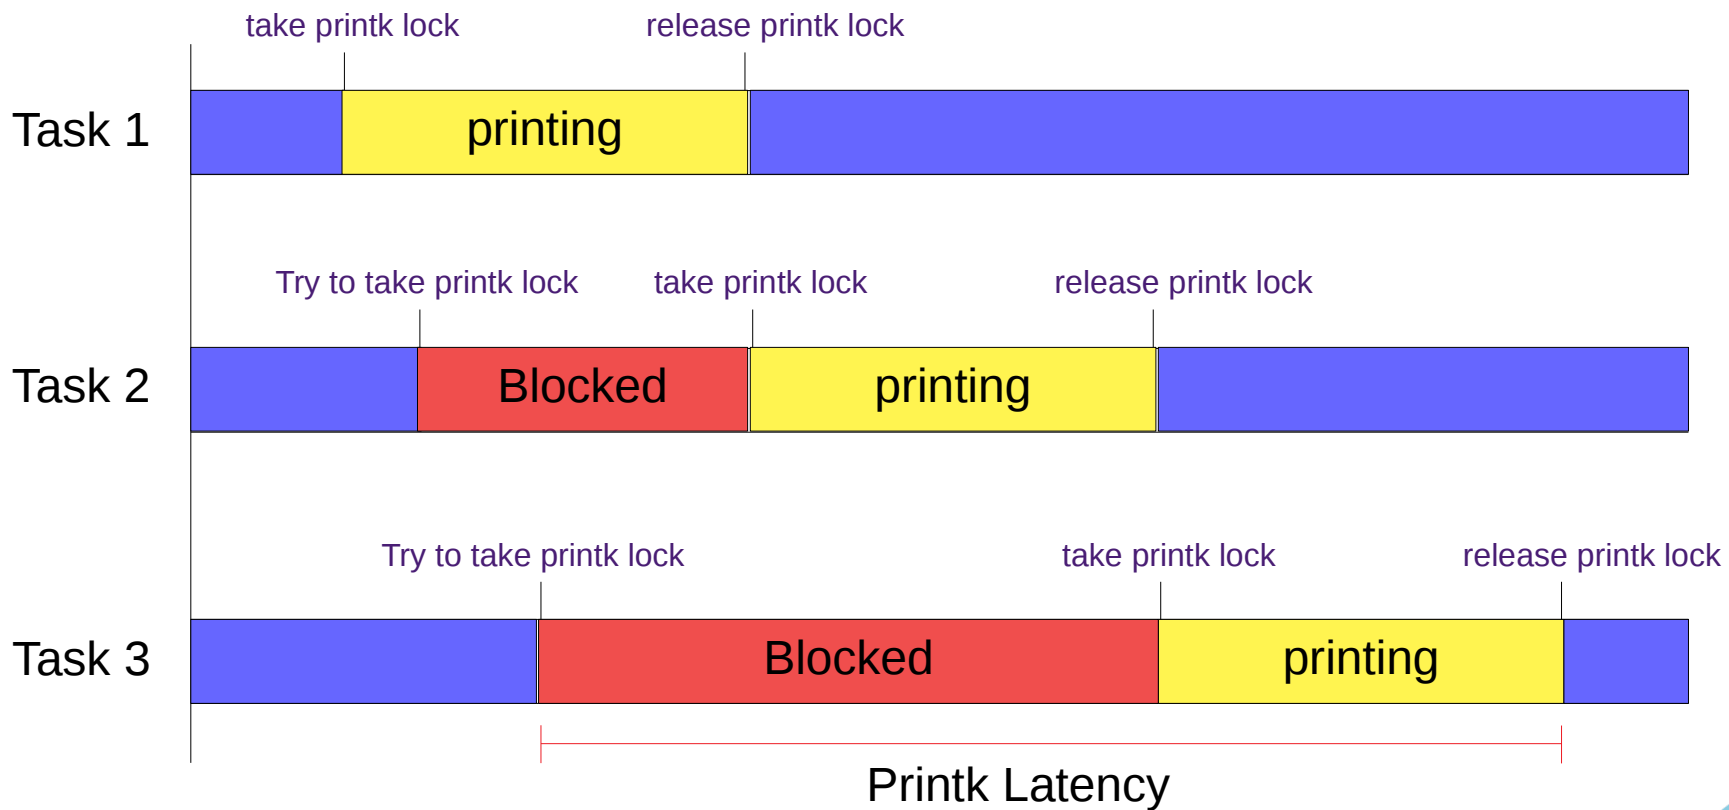 take printk lock
release printk lock
Task 1
printing
Try to take printk lock
take printk lock
release printk lock
Task 2
Blocked
printing
Try to take printk lock
take printk lock
release printk lock
Task 3
Blocked
printing
Printk Latency